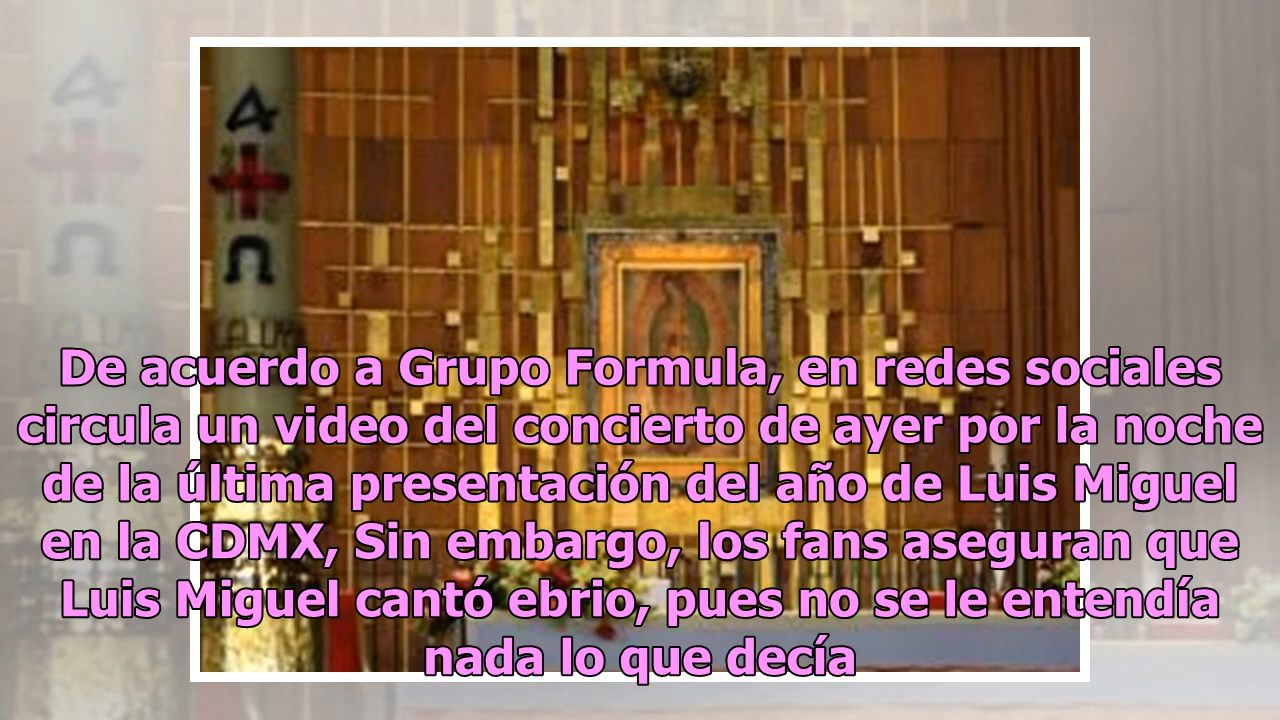 Α
Ω
De acuerdo a Grupo Formula, en redes sociales
circula un video del concierto de ayer por la noche
de la última presentación del año de Luis Miguel
en la CDMX, Sin embargo, los fans aseguran que
Luis Miguel cantó ebrio, pues no se le entendía
nada lo que decía